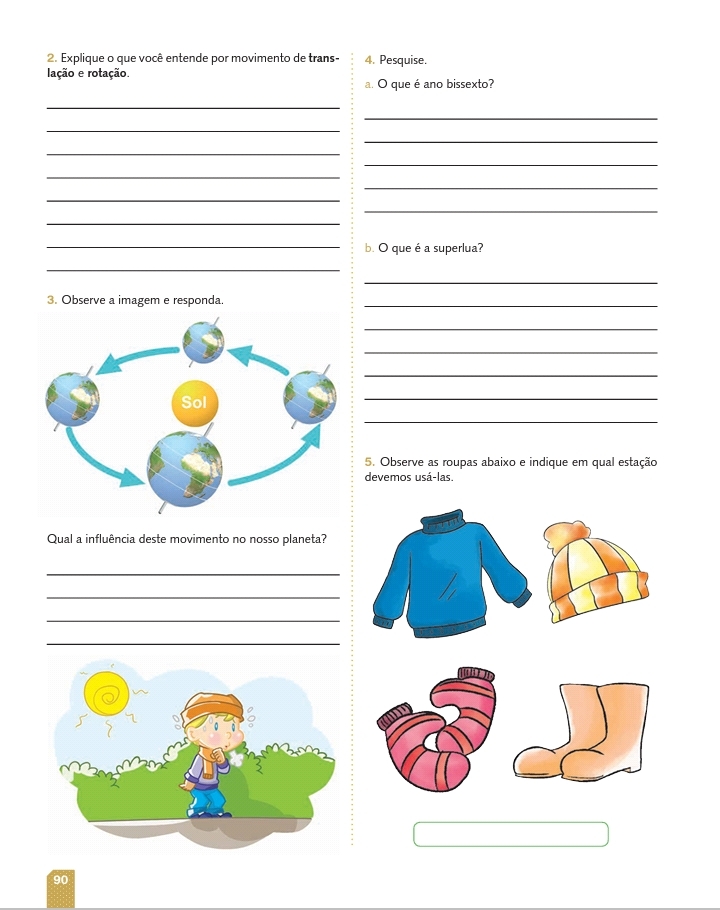 2. Explique o que você entende por movimento de trans-
lação e rotação.
3. Observe a imagem e responda.
Sol
Qual a influência deste movimento no nosso planeta?
4. Pesquise.
a. O que é ano bissexto?
b. O que é a superlua?
5. Observe as roupas abaixo e indique em qual estação
devemos usá-las.
90